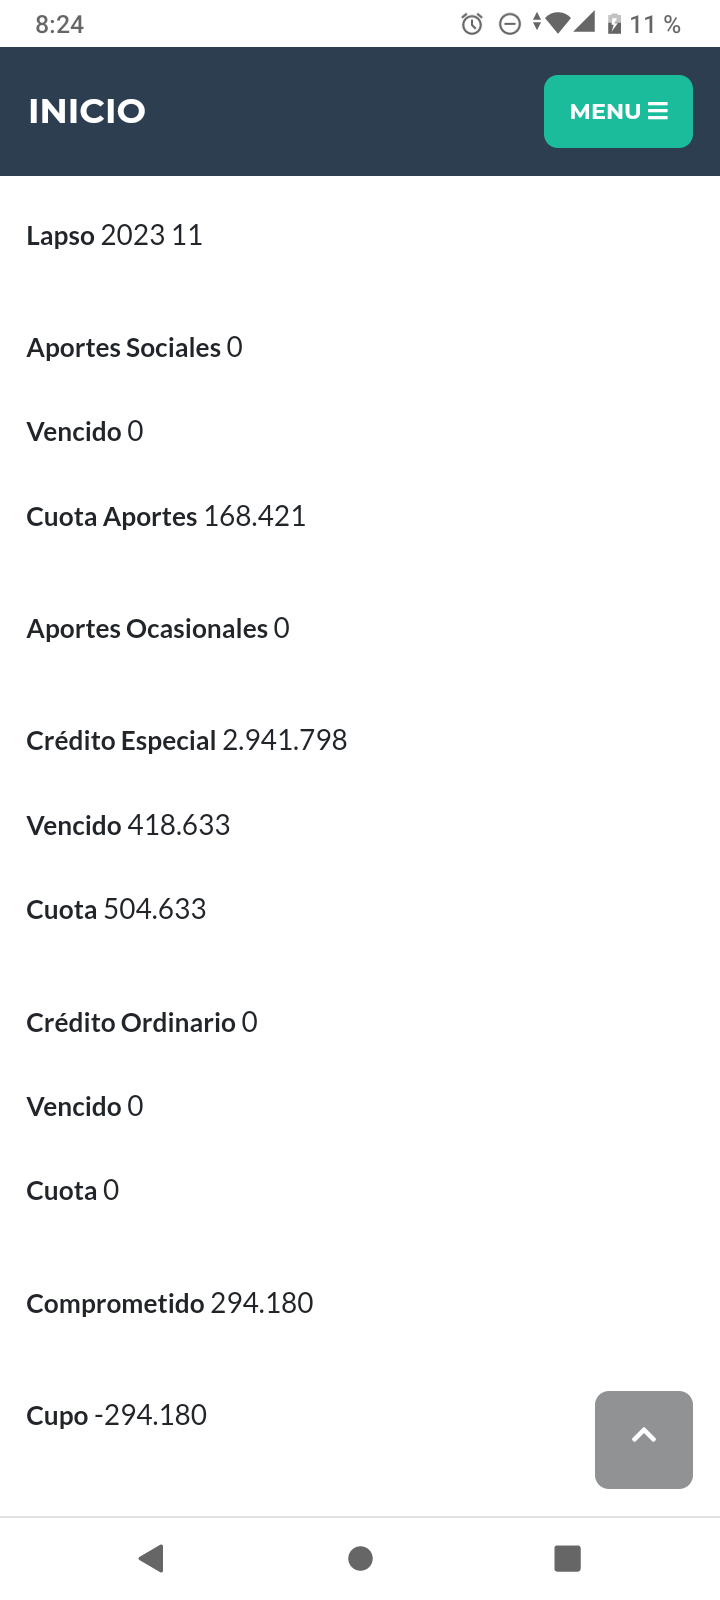 8:24 11 %
INICIO MENU
Lapso 2023 11
Aportes Sociales 0
Vencido 0
Cuota Aportes 168.421
Aportes Ocasionales 0
Crédito Especial 2.941.798
Vencido 418.633
Cuota 504.633
Crédito Ordinario 0
Vencido 0
Cuota 0
Comprometido 294.180
Cupo -294.180